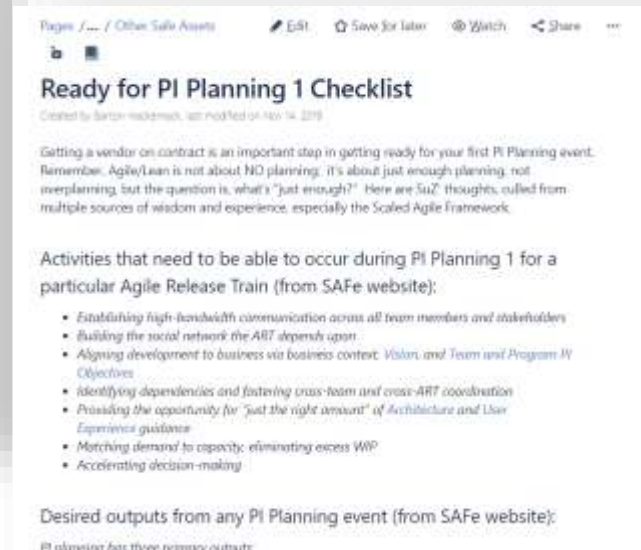 Pages / ... / Other Safe Assets
Edit Save for later Watch Share ...
Ready for PI Planning 1 Checklist
Created by Barton last modified on Nov 14, 2019
Getting a vendor on contract is an important step in getting ready for your first PI Planning event.
Remember, Agile/Lean is not about NO planning; it's about just enough planning, not
overplanning, but the question is, what's "just enough?" Here are SuZ' thoughts, culled from
multiple sources of wisdom and experience, especially the Scaled Agile Framework.
Activities that need to be able to occur during PI Planning 1 for a
particular Agile Release Train (from SAFe website):
• Establishing high-bandwidth communication across all team members and stakeholders
• Building the social network the ART depends upon
• Aligning development to business via business context, Vision, and Team and Program PI
Objectives
• Identifying dependencies and fostering cross-team and cross-ART coordination
• Providing the opportunity for "just the right amount" of Architecture and User
Experience guidance
• Matching demand to capacity; eliminating excess WIP
• Accelerating decision-making
Desired outputs from any PI Planning event (from SAFe website):
PI planning has three primary outputs: